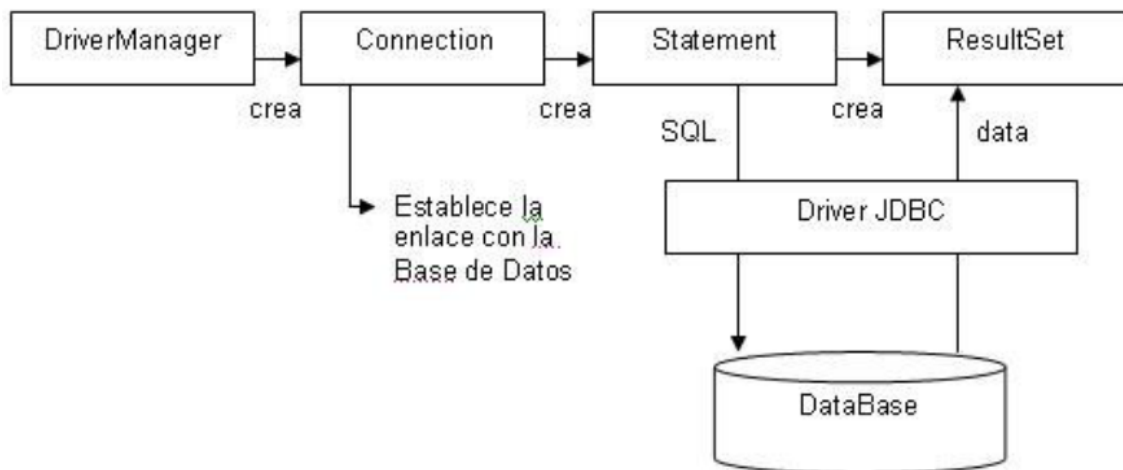 DriverManager
Connection
Statement
ResultSet
crea
crea
crea
SQL
data
Establece la
enlace con la
Base de Datos
Driver JDBC
DataBase